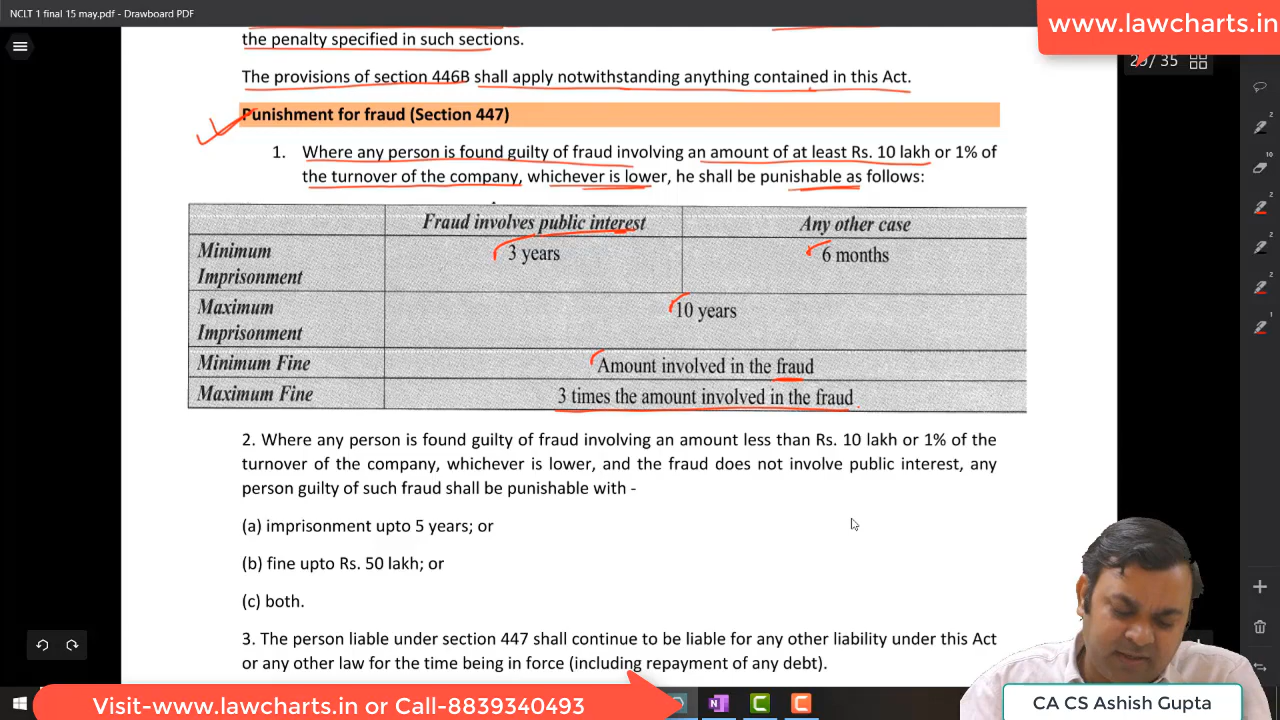 NCLT 1 final 15 may.pdf - Drawboard PDF
www.lawcharts.in
/ 35
the penalty specified in such sections.
The provisions of section 446B shall apply notwithstanding anything contained in this Act.
Punishment for fraud (Section 447)
1. Where any person is found guilty of fraud involving an amount of at least Rs. 10 lakh or 1% of
the turnover of the company, whichever is lower, he shall be punishable as follows:
Fraud involves public interest Any other case
Minimum 3 years 6 months
Imprisonment
Maximum 10 years
Imprisonment
Minimum Fine Amount involved in the fraud
Maximum Fine 3 times the amount involved in the fraud
2. Where any person is found guilty of fraud involving an amount less than Rs. 10 lakh or 1% of the
turnover of the company, whichever is lower, and the fraud does not involve public interest, any
person guilty of such fraud shall be punishable with -
(a) imprisonment upto 5 years; or
(b) fine upto Rs. 50 lakh; or
(c) both.
3. The person liable under section 447 shall continue to be liable for any other liability under this Act
or any other law for the time being in force (including repayment of any debt).
Visit-www.lawcharts.in or Call-8839340493
CA CS Ashish Gupta